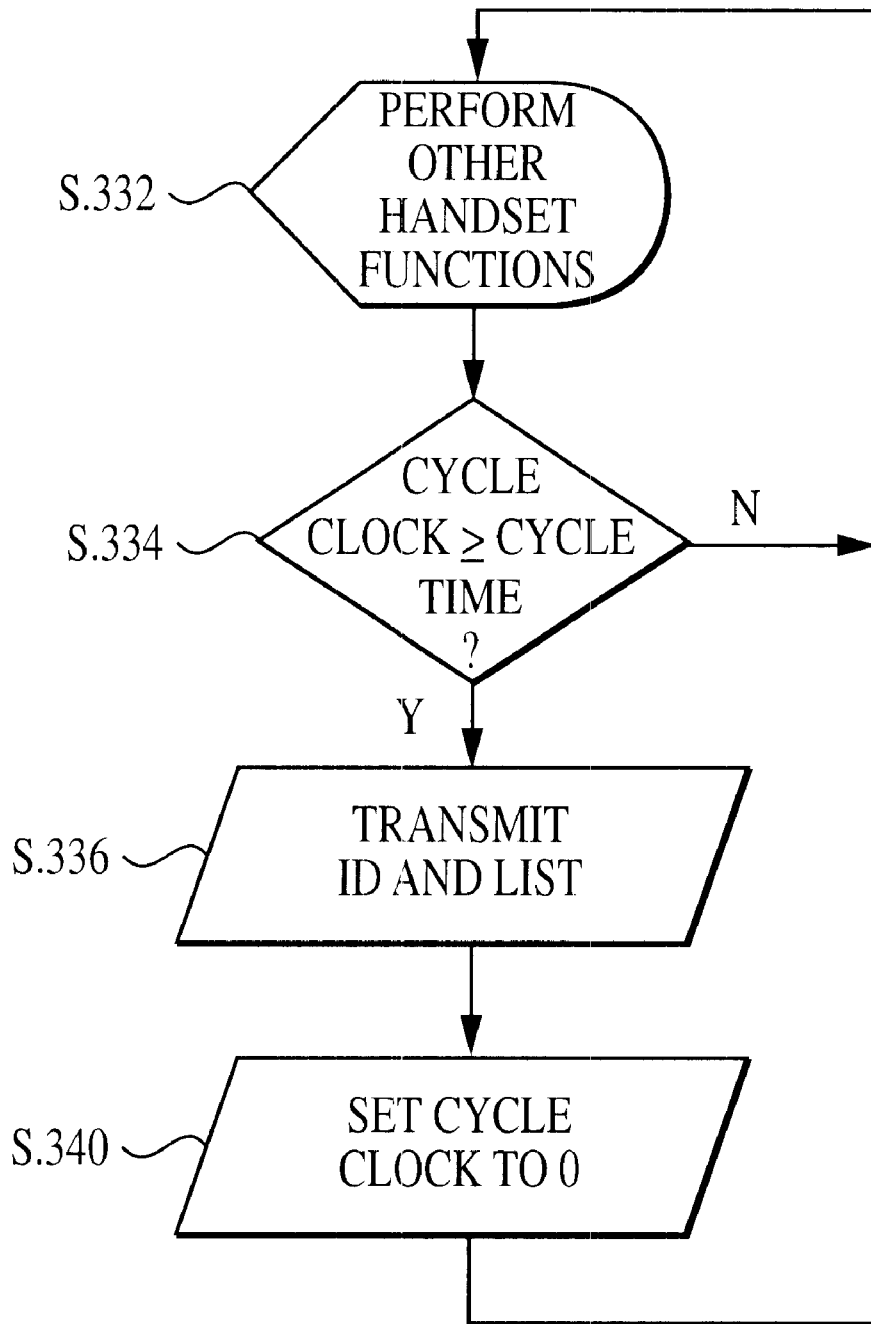 PERFORM
OTHER
HANDSET
FUNCTIONS
S.332
CYCLE
CLOCK ≥ CYCLE
TIME
?
S.334
N
Y
TRANSMIT
ID AND LIST
S.336
SET CYCLE
CLOCK TO 0
S.340